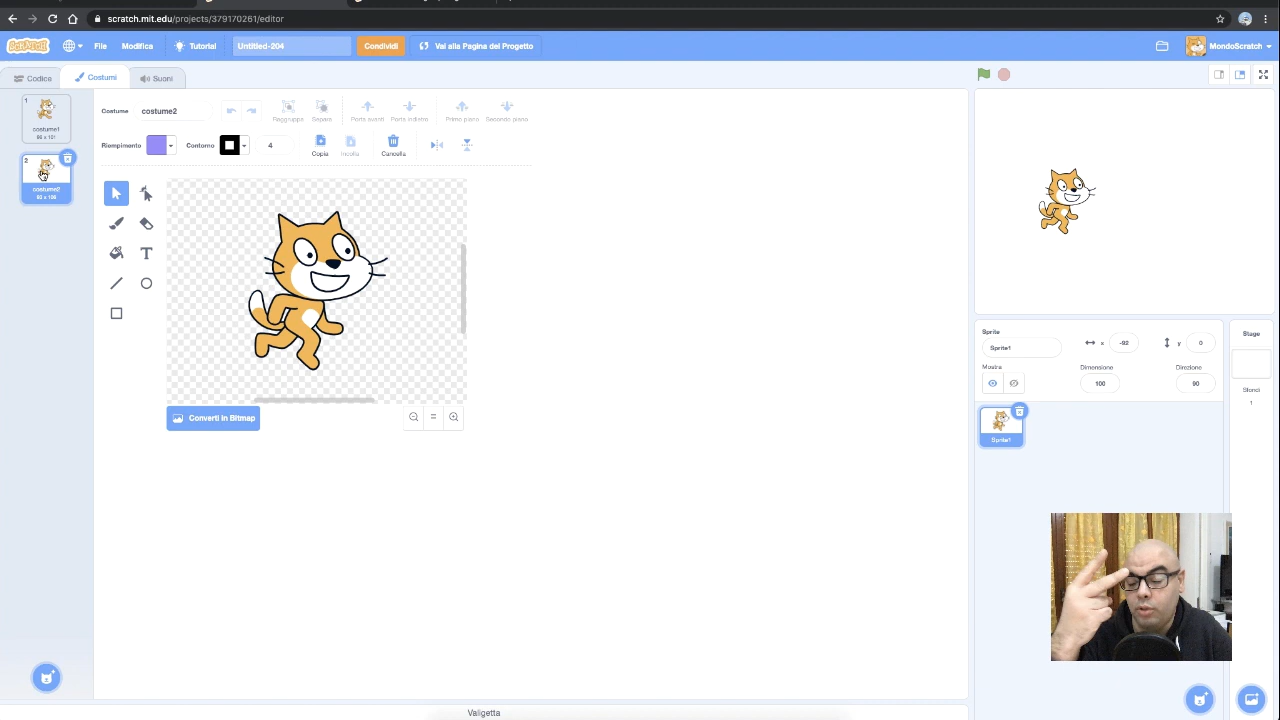 scratch.mit.edu/projects/379170261/editor
SCRATCH File Modifica Tutorial Untitled-204 Condividi Vai alla Pagina del Progetto MondoScratch
Codice Costumi Suoni
1
costume1
2
costume2
Costume costume2 Raggruppa Separa Porta avanti Porta indietro Primo piano Secondo piano
Riempimento Contorno 4 Copia Incolla Cancella
Converti in Bitmap
Sprite
Sprite1 x -92 y 0
Mostra Dimensione Direzione
100 90
Sprite1
Stage
Sfondi
1
Valigetta